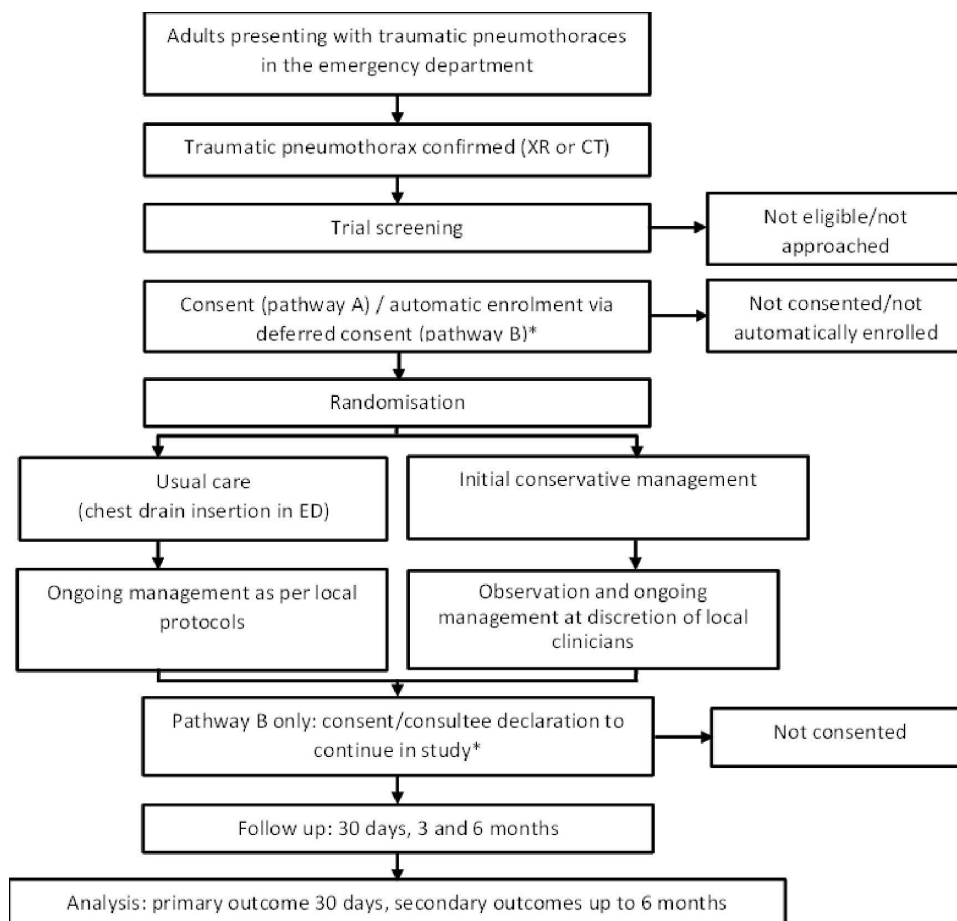 Adults presenting with traumatic pneumothoraces
in the emergency department
Traumatic pneumothorax confirmed (XR or CT)
Trial screening
Not eligible/not
approached
Consent (pathway A) / automatic enrolment via
deferred consent (pathway B)*
Not consented/not
automatically enrolled
Randomisation
Usual care
(chest drain insertion in ED)
Initial conservative management
Ongoing management as per local
protocols
Observation and ongoing
management at discretion of local
clinicians
Pathway B only: consent/consultee declaration to
continue in study*
Not consented
Follow up: 30 days, 3 and 6 months
Analysis: primary outcome 30 days, secondary outcomes up to 6 months